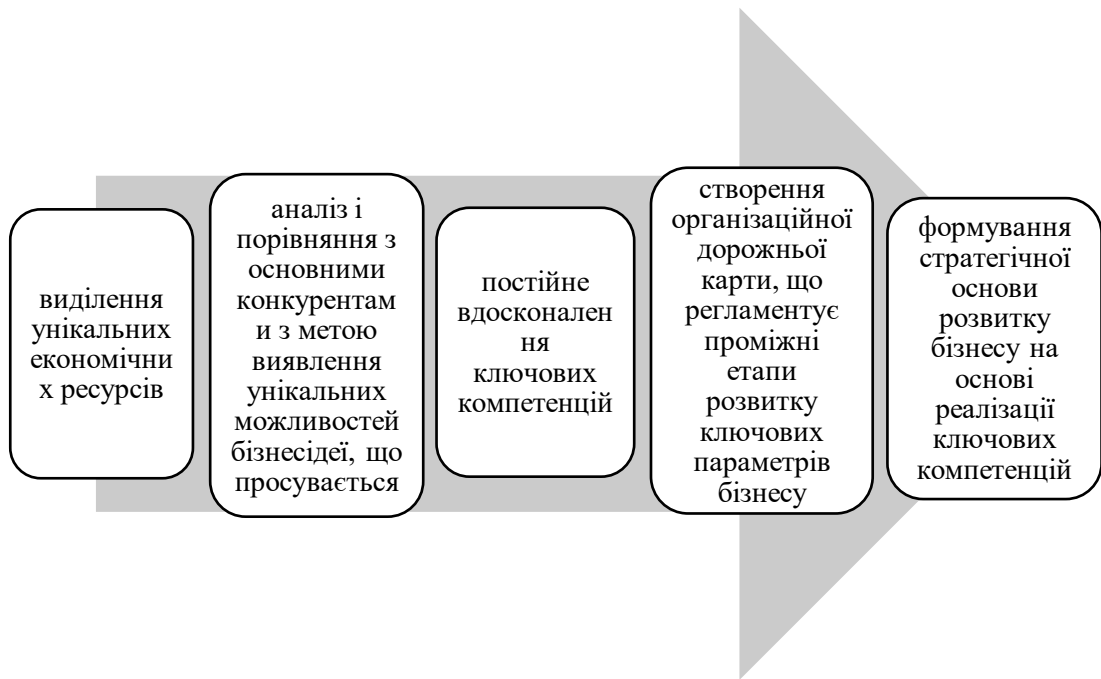 виділення
унікальних
економічни
х ресурсів
аналіз і
порівняння з
основними
конкурентам
и з метою
виявлення
унікальних
можливостей
бізнесідеї, що
просувається
постійне
вдосконален
ня
ключових
компетенцій
створення
організаційної
дорожньої
карти, що
регламентує
проміжні
етапи
розвитку
ключових
параметрів
бізнесу
формування
стратегічної
основи
розвитку
бізнесу на
основі
реалізації
ключових
компетенцій